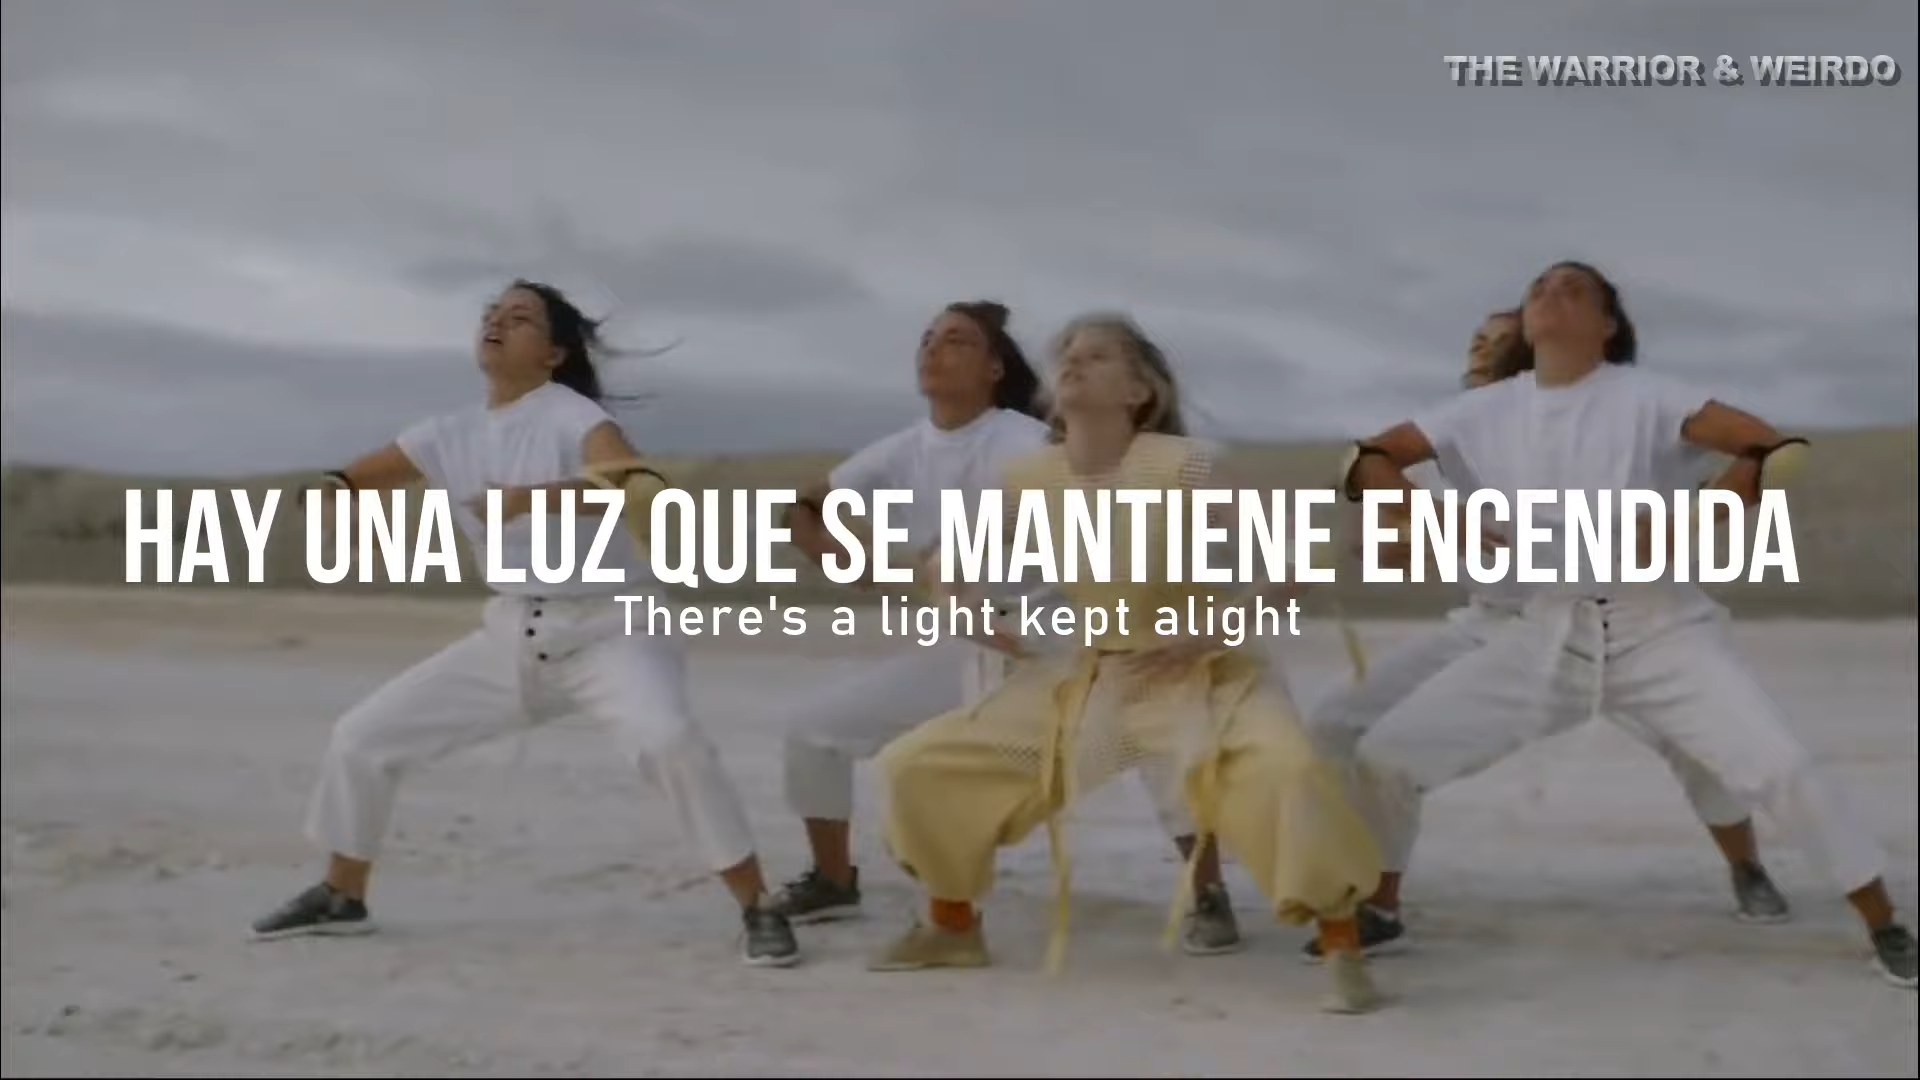 THE WARRIOR & WEIRDO
HAY UNA LUZ QUE SE MANTIENE ENCENDIDA
There's a light kept alight